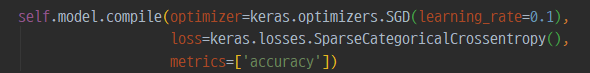 self.model.compile(optimizer=keras.optimizers.SGD(learning_rate=0.1),
loss=keras.losses.SparseCategoricalCrossentropy(),
metrics=['accuracy'])